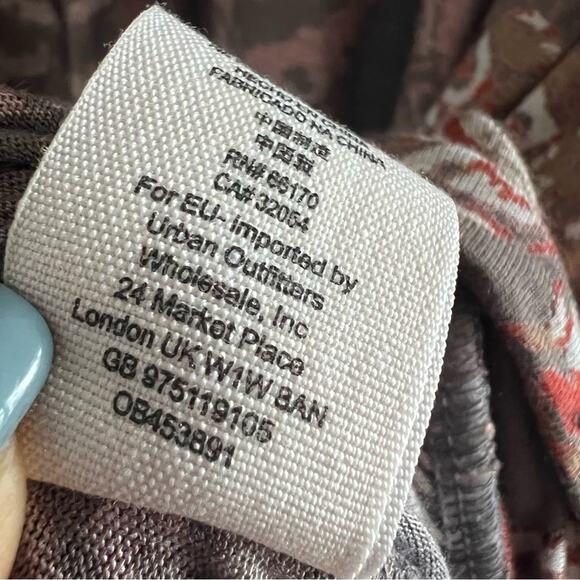 FABRICADO NA CHINA
中国制造
中国製
RN# 66170
CA# 32054
For EU- imported by
Urban Outfitters
Wholesale, Inc
24 Market Place
London UK W1W 8AN
GB 975119105
OB453891